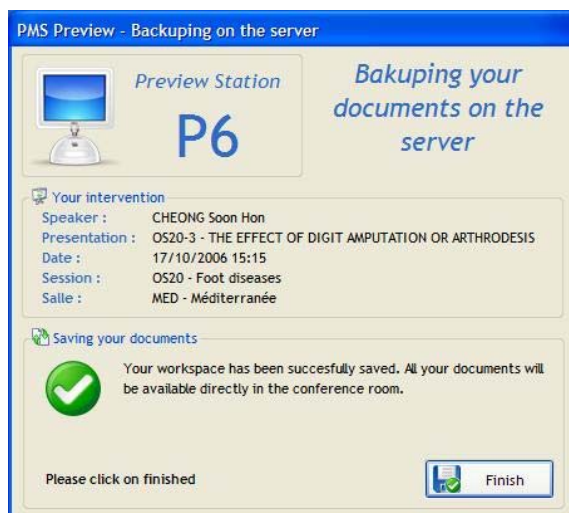 PMS Preview - Backuping on the server
Preview Station
P6
Bakuping your
documents on the
server
Your intervention
Speaker : CHEONG Soon Hon
Presentation : OS20-3 - THE EFFECT OF DIGIT AMPUTATION OR ARTHRODESIS
Date : 17/10/2006 15:15
Session : OS20 - Foot diseases
Salle : MED - Méditerranée
Saving your documents
Your workspace has been succesfully saved. All your documents will
be available directly in the conference room.
Please click on finished
Finish